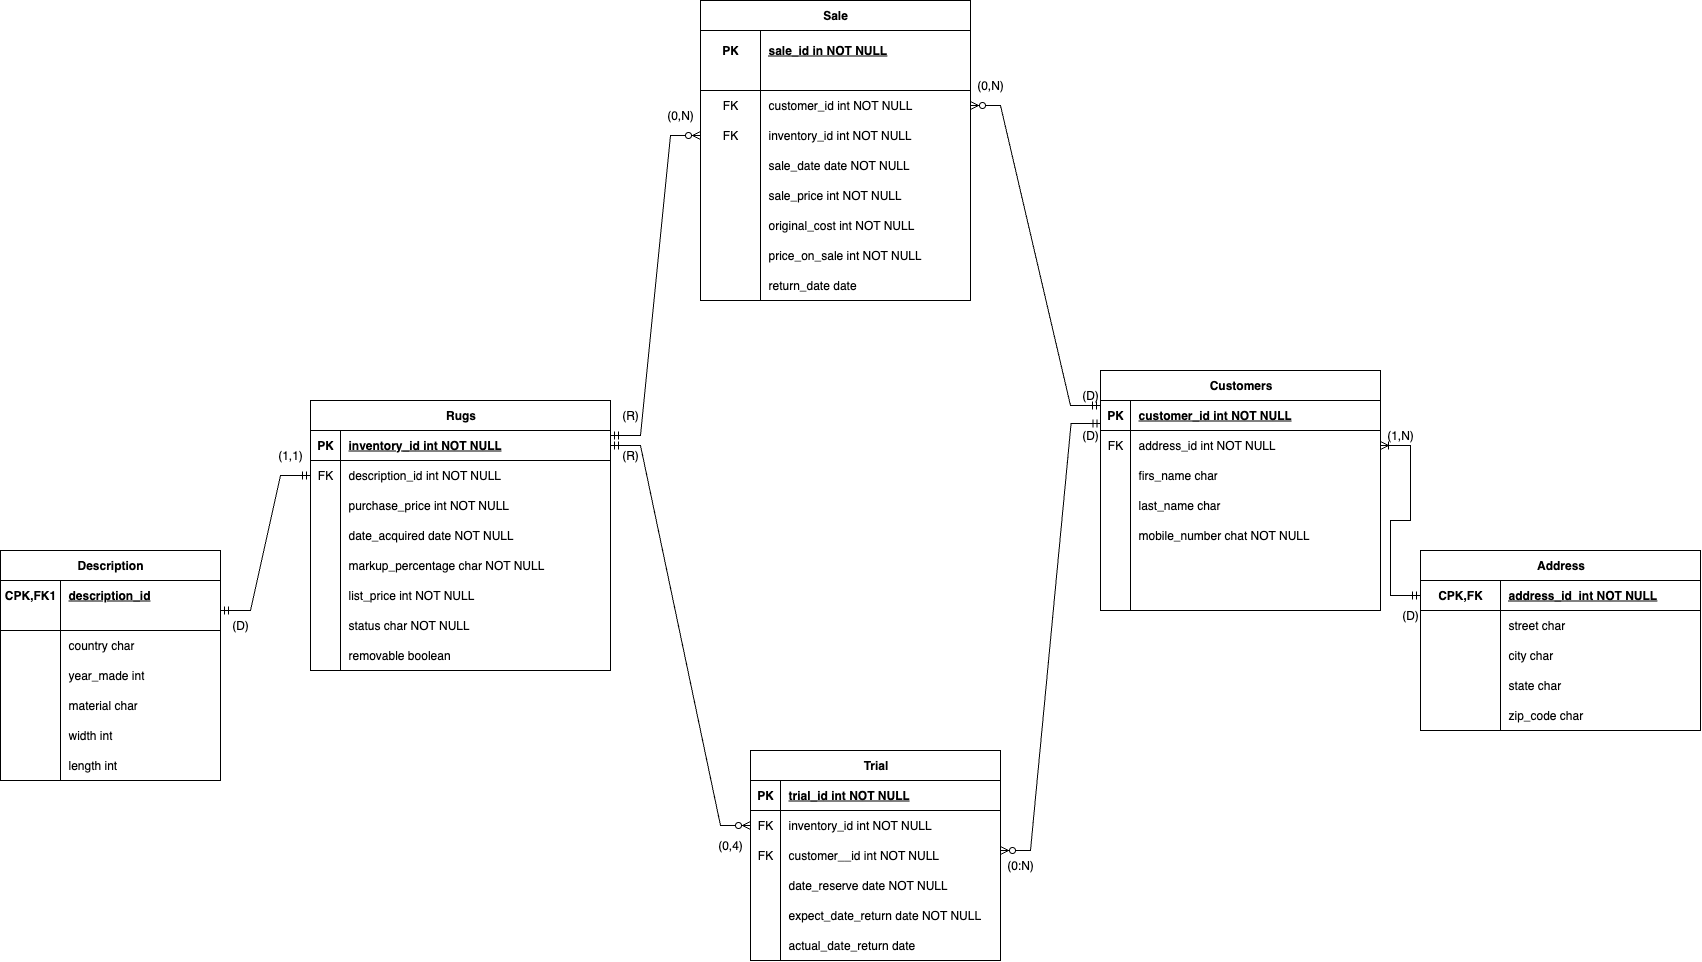 Sale
PK sale_id in NOT NULL
FK customer_id int NOT NULL
FK inventory_id int NOT NULL
sale_date date NOT NULL
sale_price int NOT NULL
original_cost int NOT NULL
price_on_sale int NOT NULL
return_date date
(0,N)
(0,N)
Rugs
PK inventory_id int NOT NULL
FK description_id int NOT NULL
purchase_price int NOT NULL
date_acquired date NOT NULL
markup_percentage char NOT NULL
list_price int NOT NULL
status char NOT NULL
removable boolean
(R)
(R)
(1,1)
(D)
Description
CPK,FK1 description_id
country char
year_made int
material char
width int
length int
Customers
PK customer_id int NOT NULL
FK address_id int NOT NULL
firs_name char
last_name char
mobile_number chat NOT NULL
(D)
(D)
(1,N)
(D)
Address
CPK,FK address_id int NOT NULL
street char
city char
state char
zip_code char
Trial
PK trial_id int NOT NULL
FK inventory_id int NOT NULL
FK customer__id int NOT NULL
date_reserve date NOT NULL
expect_date_return date NOT NULL
actual_date_return date
(0,4)
(0:N)